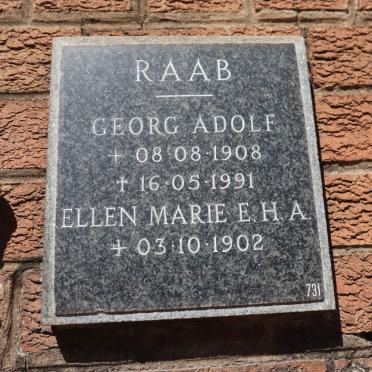 RAAB
GEORG ADOLF
+ 08·08·1908
† 16·05·1991
ELLEN MARIE E.H.A.
+ 03·10·1902
731